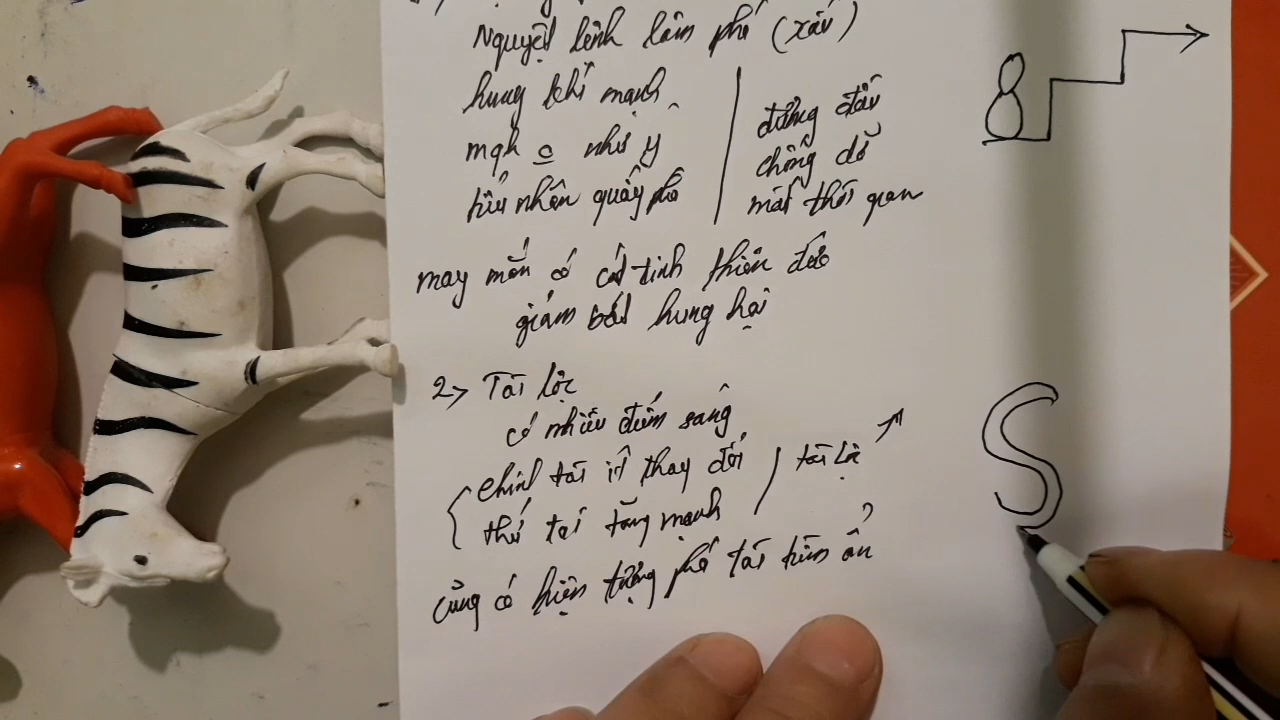 Nguyệt lệnh lâm phá (xấu)
hung khí mạnh
mạh o như ý
tiểu nhân quấy phá
đứng đầu
chống đỡ
mất thời gian
may mắn có cát tinh thiên đức
giảm bớt hung hại
2> Tài lộc
có nhiều điểm sáng
chính tài ít thay đổi
thứ tài tăng mạnh
tài lộc
cũng có hiện tượng phá tài tiềm ẩn
S